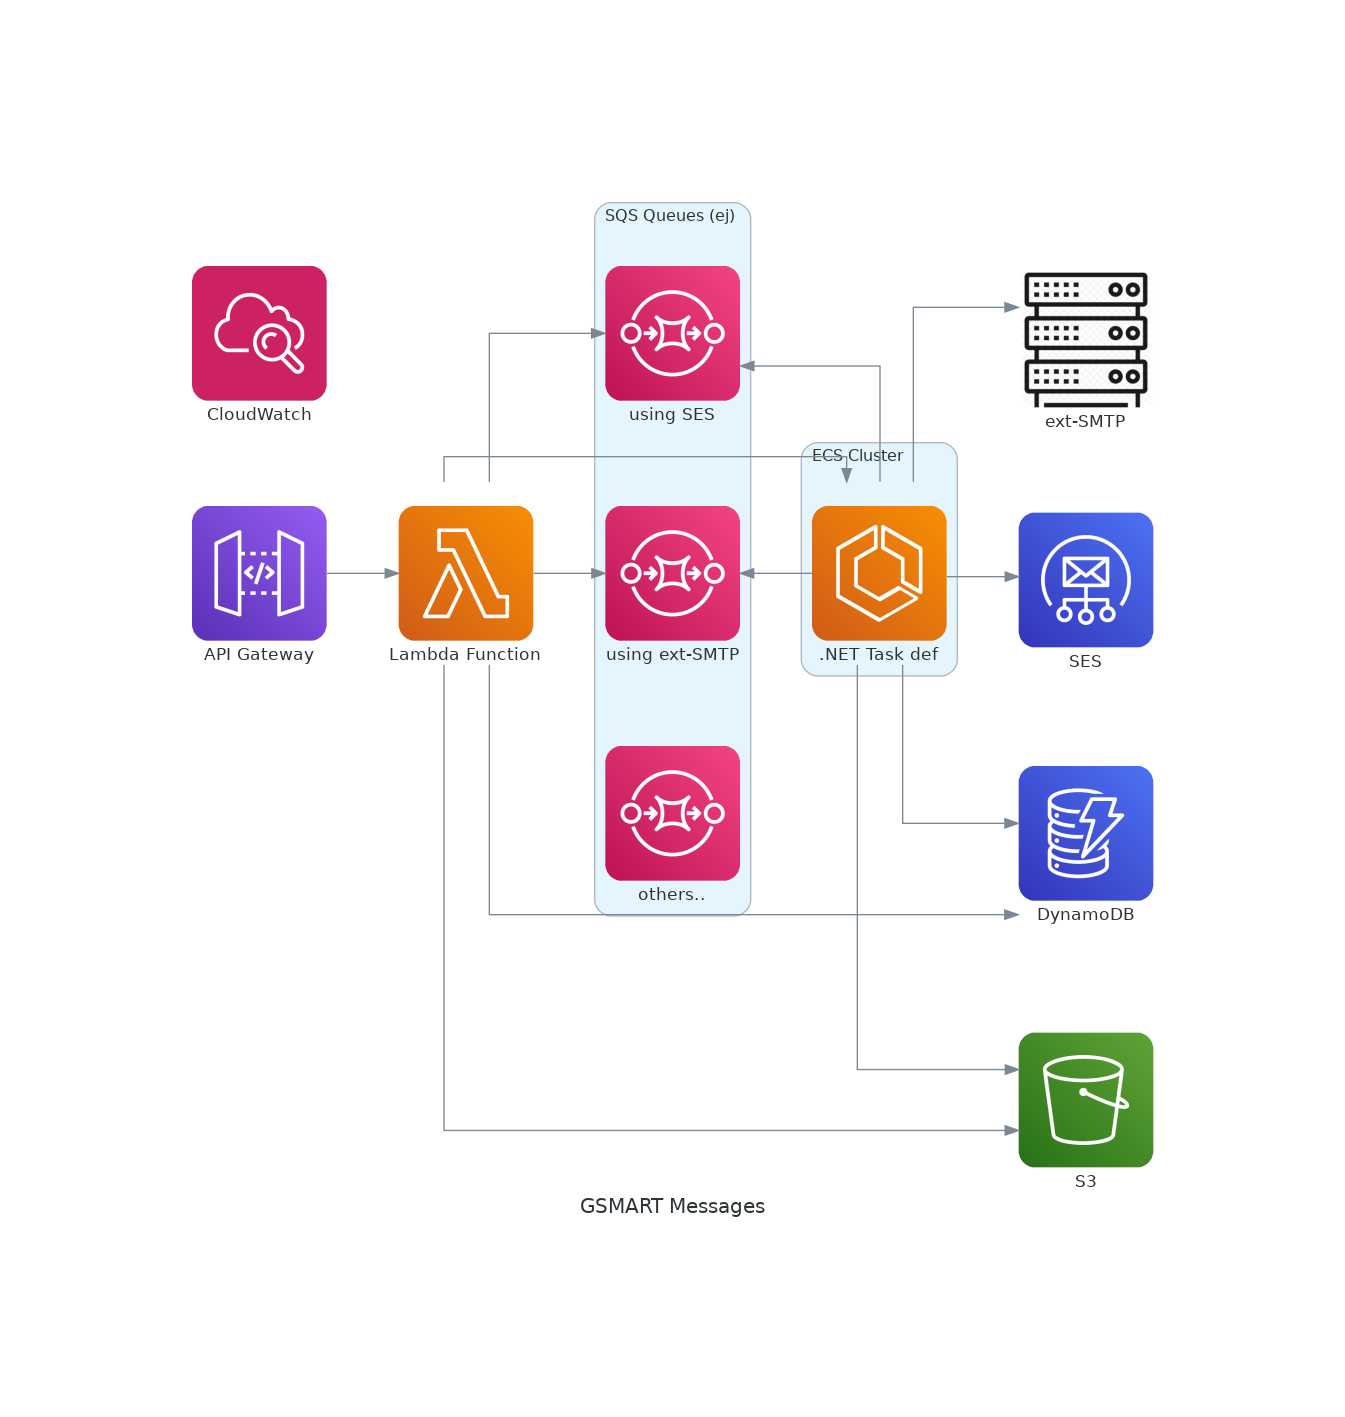 SQS Queues (ej)
CloudWatch
using SES
ext-SMTP
ECS Cluster
API Gateway
Lambda Function
using ext-SMTP
.NET Task def
SES
others..
DynamoDB
S3
GSMART Messages